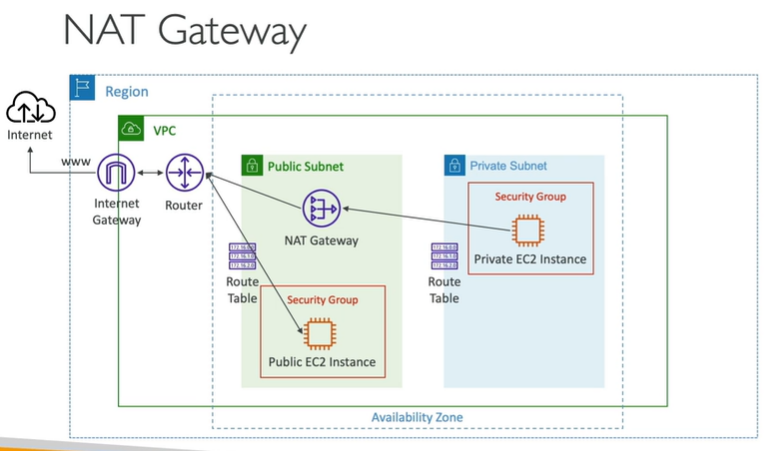 NAT Gateway
Region
Internet
VPC
www
Public Subnet
Private Subnet
Security Group
Internet
Gateway
Router
NAT Gateway
Private EC2 Instance
Route
Table
Route
Table
Security Group
Public EC2 Instance
Availability Zone